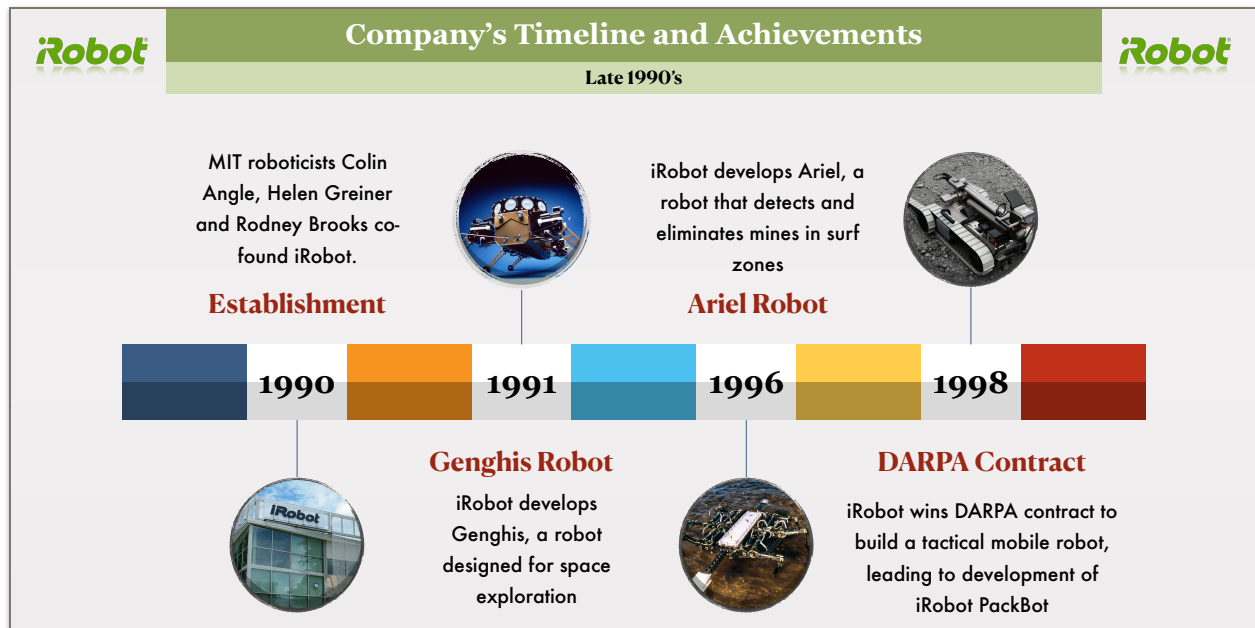 iRobot
Company's Timeline and Achievements
iRobot
Late 1990's
MIT roboticists Colin
Angle, Helen Greiner
and Rodney Brooks co-
found iRobot.
Establishment
iRobot develops Ariel, a
robot that detects and
eliminates mines in surf
zones
Ariel Robot
1990
1991
1996
1998
Genghis Robot
iRobot develops
Genghis, a robot
designed for space
exploration
DARPA Contract
iRobot wins DARPA contract to
build a tactical mobile robot,
leading to development of
iRobot PackBot
iRobot